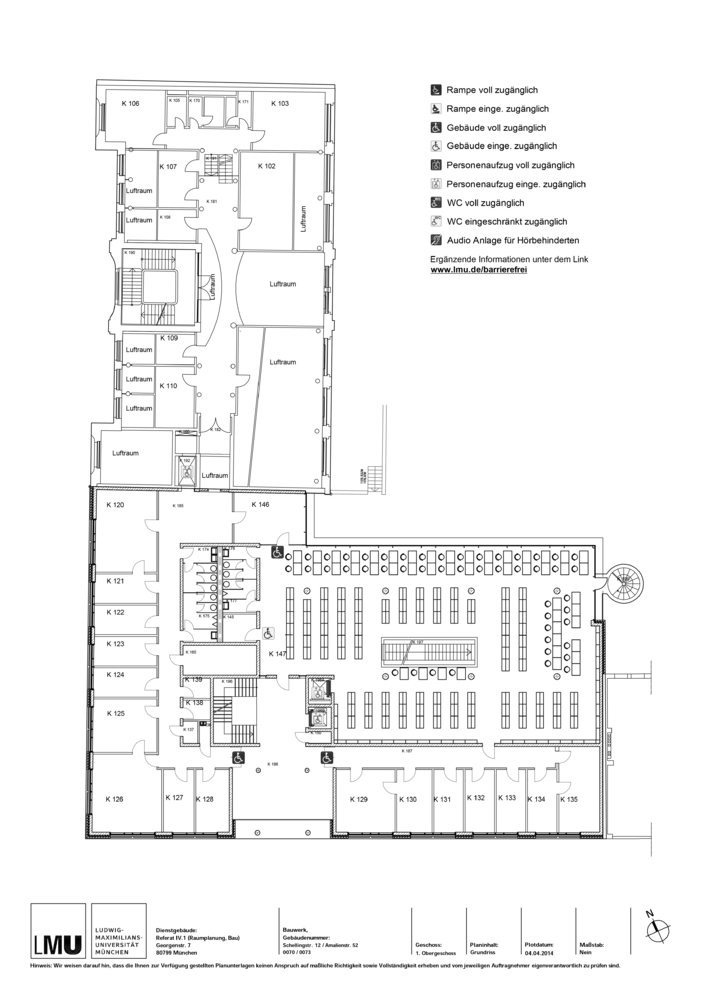 Rampe voll zugänglich
Rampe einge. zugänglich
Gebäude voll zugänglich
Gebäude einge. zugänglich
Personenaufzug voll zugänglich
Personenaufzug einge. zugänglich
WC voll zugänglich
WC eingeschränkt zugänglich
Audio Anlage für Hörbehinderten
Ergänzende Informationen unter dem Link
www.lmu.de/barrierefrei
K 106
K 105
K 170
K 171
K 103
K 107
K 102
Luftraum
K 181
Luftraum
K 108
Luftraum
Luftraum
K 180
Luftraum
Luftraum
K 109
Luftraum
Luftraum
Luftraum
K 110
Luftraum
K 163
Luftraum
K 192
Luftraum
K 120
K 185
K 146
K 121
K 174
K 122
K 175
K 145
K 123
K 147
K 187
K 124
K 139
K 186
K 138
K 125
K 137
K 187
K 186
K 126
K 127
K 128
K 129
K 130
K 131
K 132
K 133
K 134
K 135
N
LMU
LUDWIG-
MAXIMILIANS-
UNIVERSITÄT
MÜNCHEN
Dienstgebäude:
Referat IV.1 (Raumplanung, Bau)
Georgenstr. 7
80799 München
Bauwerk,
Gebäudenummer:
Schellingstr. 12 / Amalienstr. 52
0070 / 0073
Geschoss:
1. Obergeschoss
Planinhalt:
Grundriss
Plotdatum:
04.04.2014
Maßstab:
Nein
Hinweis: Wir weisen darauf hin, dass die Ihnen zur Verfügung gestellten Planunterlagen keinen Anspruch auf maßliche Richtigkeit sowie Vollständigkeit erheben und vom jeweiligen Auftragnehmer eigenverantwortlich zu prüfen sind.